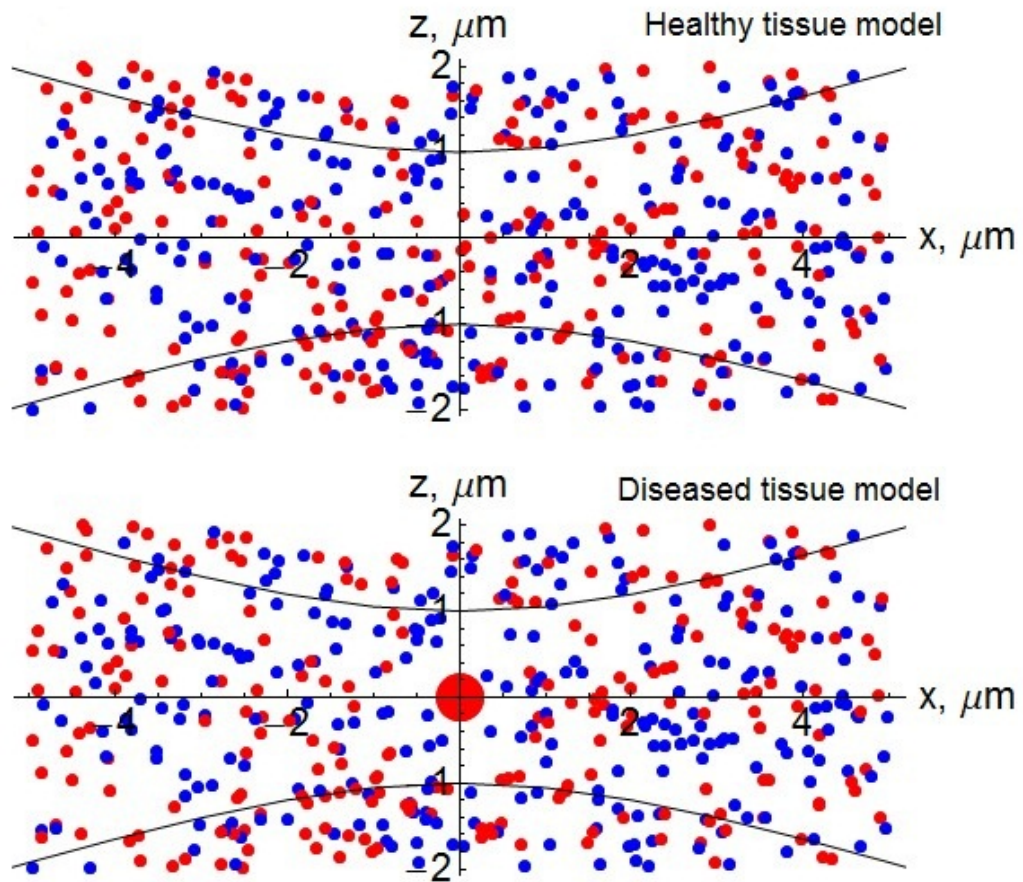 z, μm
Healthy tissue model
2
1
x, μm
−4
−2
2
4
−1
−2
z, μm
Diseased tissue model
2
1
x, μm
−4
−2
2
4
−1
−2